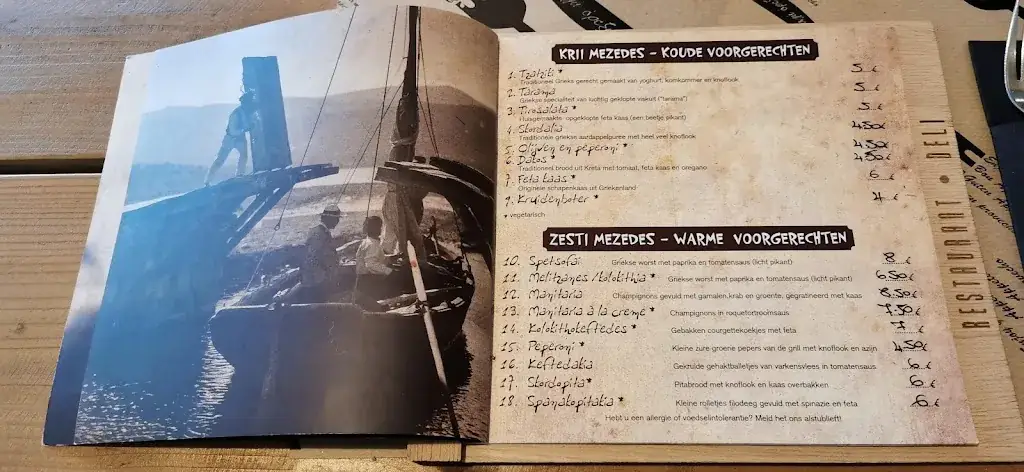 KRII MEZEDES - KOUDE VOORGERECHTEN
1. Tzatziki * 5 €
Traditioneel Grieks gerecht gemaakt van yoghurt, komkommer en knoflook
2. Tarama 5 €
Griekse specialiteit van luchtig geklopte viskuit ("tarama")
3. Tirosalata * 5 €
Huisgemaakte opgeklopte feta kaas (een beetje pikant)
4. Skordalia 4,50 €
Traditionele griekse aardappelpuree met heel veel knoflook
5. Olijven en peperoni * 4,50 €
6. Dakos * 4,50 €
Traditioneel brood uit Kreta met tomaat, feta kaas en oregano
7. Feta kaas * 6 €
Originele schapenkaas uit Griekenland
9. Kruidenboter * 4 €
* vegetarisch
ZESTI MEZEDES - WARME VOORGERECHTEN
10. Spetsofai Griekse worst met paprika en tomatensaus (licht pikant) 8 €
11. Melitzanes / kolokithia * Griekse worst met paprika en tomatensaus (licht pikant) 6,50 €
12. Manitaria Champignons gevuld met garnalen, krab en groente, gegratineerd met kaas 8,50 €
13. Manitaria à la creme * Champignons in roquefortroomsaus 7,50 €
14. Kolokithokeftedes * Gebakken courgettekoekjes met feta 7 €
15. Peperoni * Kleine zure groene pepers van de grill met knoflook en azijn 4,50 €
16. Keftedakia Gekruide gehaktballetjes van varkensvlees in tomatensaus 6 €
17. Skordopita * Pitabrood met knoflook en kaas overbakken 6 €
18. Spanakopitakia * Kleine rolletjes filodeeg gevuld met spinazie en feta 6 €
Hebt u een allergie of voedselintolerantie? Meld het ons alstublieft!
RESTAURANT • DELI